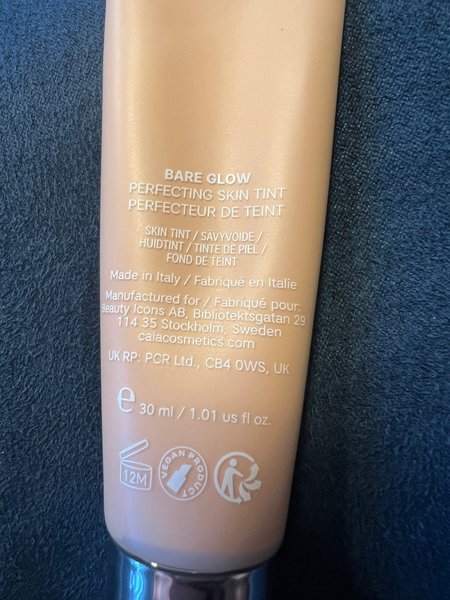 BARE GLOW
PERFECTING SKIN TINT
PERFECTEUR DE TEINT
SKIN TINT / SÄVYVOIDE /
HUIDTINT / TINTE DE PIEL /
FOND DE TEINT
Made in Italy / Fabriqué en Italie
Manufactured for / Fabriqué pour:
Beauty Icons AB, Biblioteksgatan 29
114 35 Stockholm, Sweden
caiacosmetics.com
UK RP: PCR Ltd., CB4 0WS, UK
e 30 ml / 1.01 us fl oz.
12M
VEGAN PRODUCT